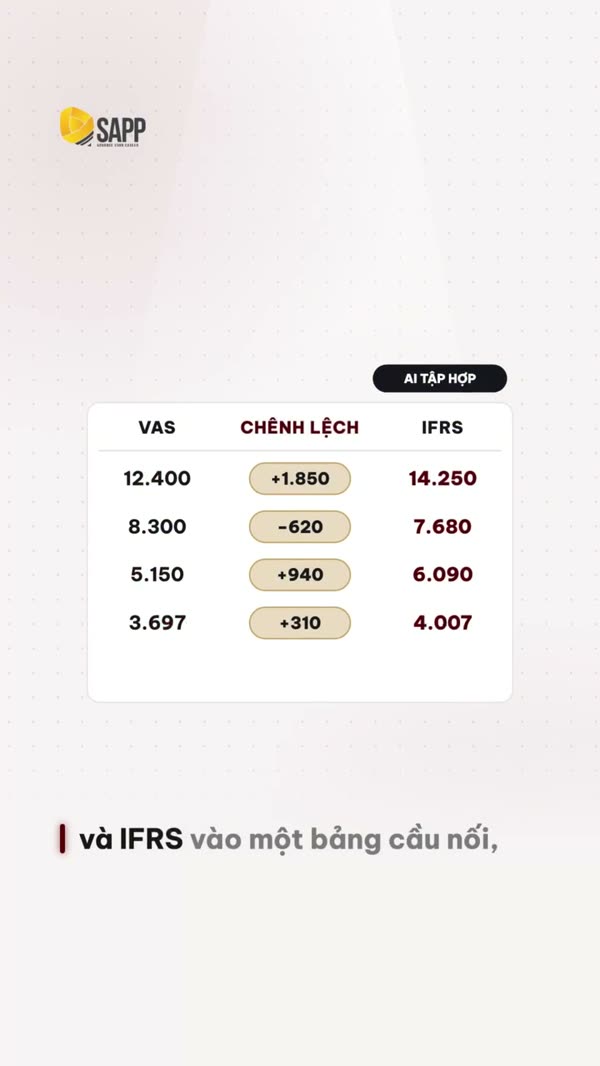 SAPP
AI TẬP HỢP
VAS CHÊNH LỆCH IFRS
12.400 +1.850 14.250
8.300 -620 7.680
5.150 +940 6.090
3.697 +310 4.007
và IFRS vào một bảng cầu nối,